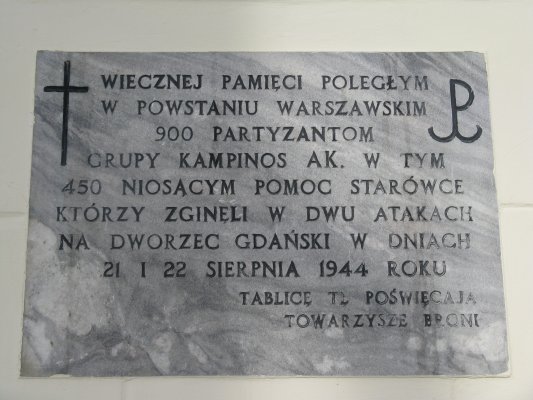 WIECZNEJ PAMIĘCI POLEGŁYM
W POWSTANIU WARSZAWSKIM
900 PARTYZANTOM
GRUPY KAMPINOS AK. W TYM
450 NIOSĄCYM POMOC STARÓWCE
KTÓRZY ZGINĘLI W DWU ATAKACH
NA DWORZEC GDAŃSKI W DNIACH
21 I 22 SIERPNIA 1944 ROKU
TABLICĘ TĘ POŚWIĘCAJĄ
TOWARZYSZE BRONI